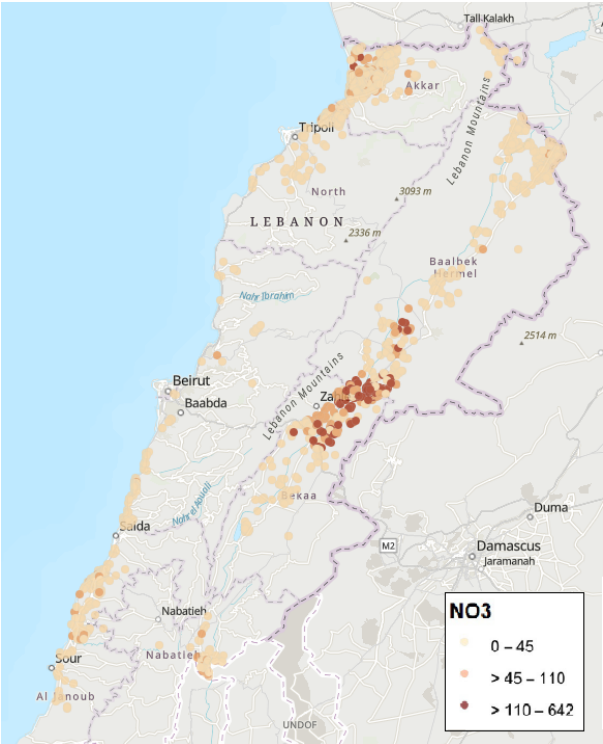 Tall Kalakh
Akkar
Tripoli
Lebanon Mountains
North
3093 m
LEBANON
2336 m
Baalbek
Hermel
Nahr Ibrahim
2514 m
Beirut
Lebanon Mountains
Baabda
Bekaa
Nahr el Aouali
Saida
Duma
M2
Damascus
Jaramanah
Nabatieh
Nabatieh
Sour
Al Janoub
UNDOF
NO3
0 – 45
> 45 – 110
> 110 – 642